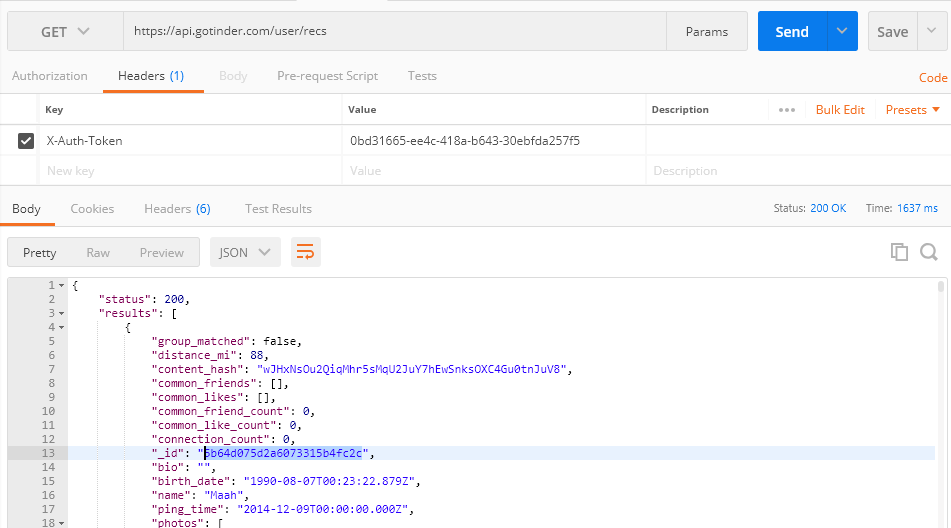 GET https://api.gotinder.com/user/recs Params Send Save
Authorization Headers (1) Body Pre-request Script Tests Code
Key Value Description ••• Bulk Edit Presets
X-Auth-Token 0bd31665-ee4c-418a-b643-30ebfda257f5
New key Value Description
Body Cookies Headers (6) Test Results Status: 200 OK Time: 1637 ms
Pretty Raw Preview JSON
1 {
2 "status": 200,
3 "results": [
4 {
5 "group_matched": false,
6 "distance_mi": 88,
7 "content_hash": "wJHxNsOu2QiqMhr5sMqU2JuY7hEwSnksOXC4Gu0tnJuV8",
8 "common_friends": [],
9 "common_likes": [],
10 "common_friend_count": 0,
11 "common_like_count": 0,
12 "connection_count": 0,
13 "_id": "5b64d075d2a6073315b4fc2c",
14 "bio": "",
15 "birth_date": "1990-08-07T00:23:22.879Z",
16 "name": "Maah",
17 "ping_time": "2014-12-09T00:00:00.000Z",
18 "photos": [